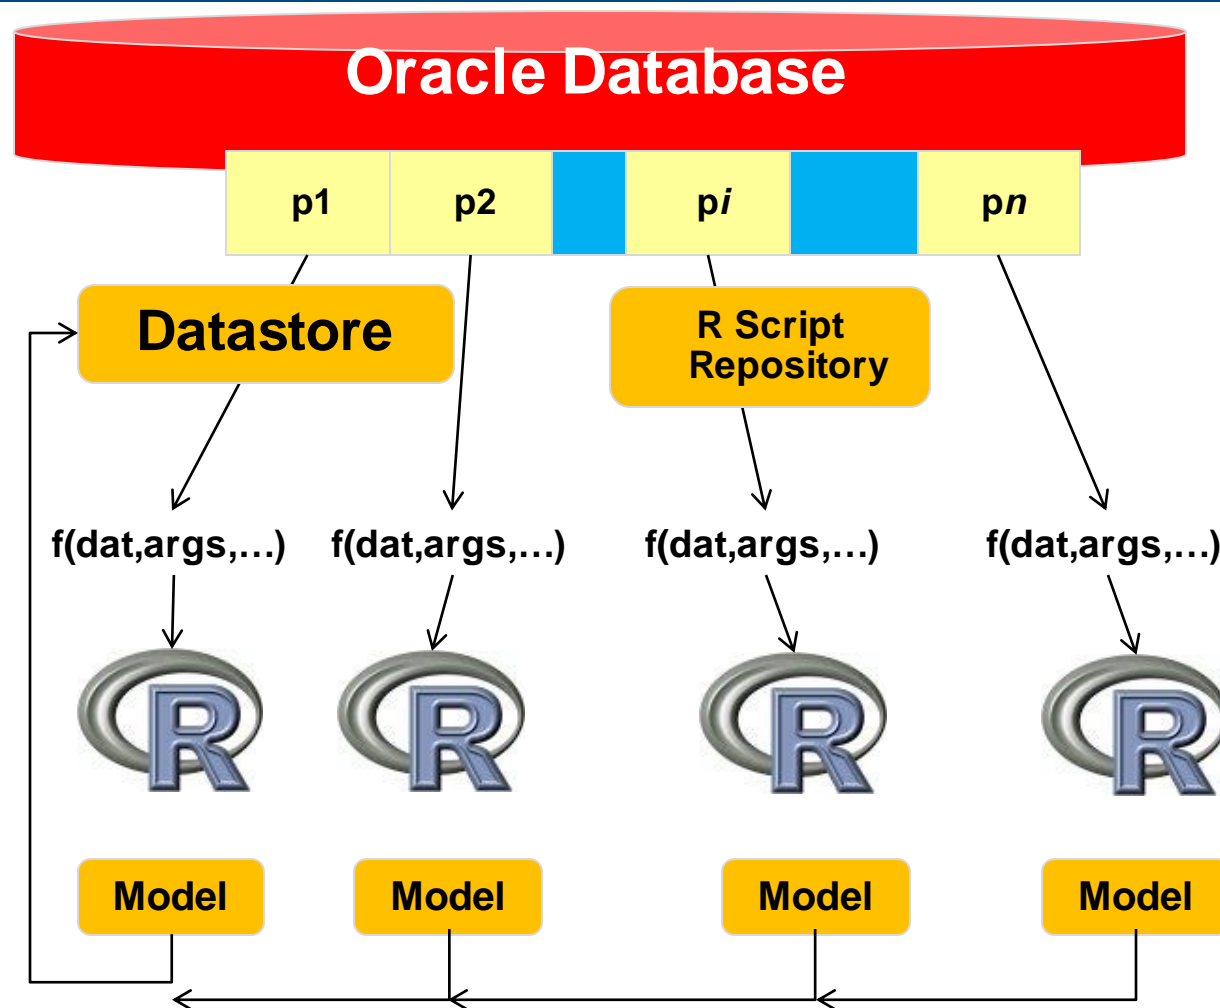 Oracle Database
p1 p2 pi pn
Datastore
R Script
Repository
f(dat,args,…) f(dat,args,…) f(dat,args,…) f(dat,args,…)
R R R R
Model Model Model Model